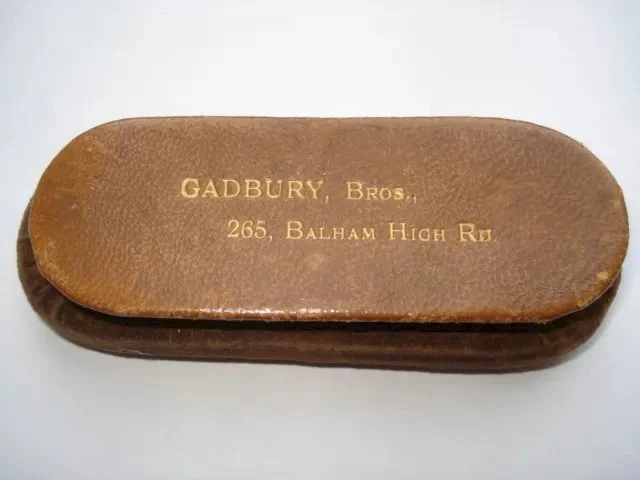 GADBURY, BROS.,
265, BALHAM HIGH RD.